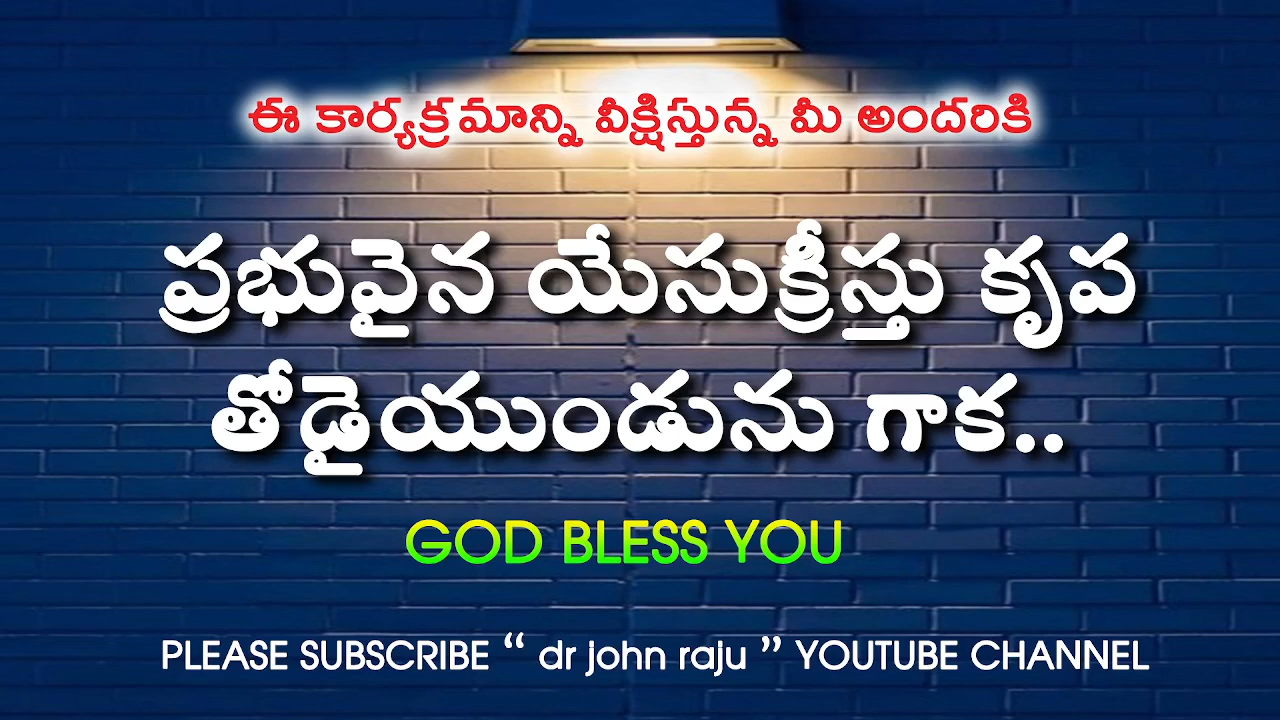 ఈ కార్యక్రమాన్ని వీక్షిస్తున్న మీ అందరికి
ప్రభువైన యేసుక్రీస్తు కృప
తోడైయుండును గాక..
GOD BLESS YOU
PLEASE SUBSCRIBE “ dr john raju ” YOUTUBE CHANNEL